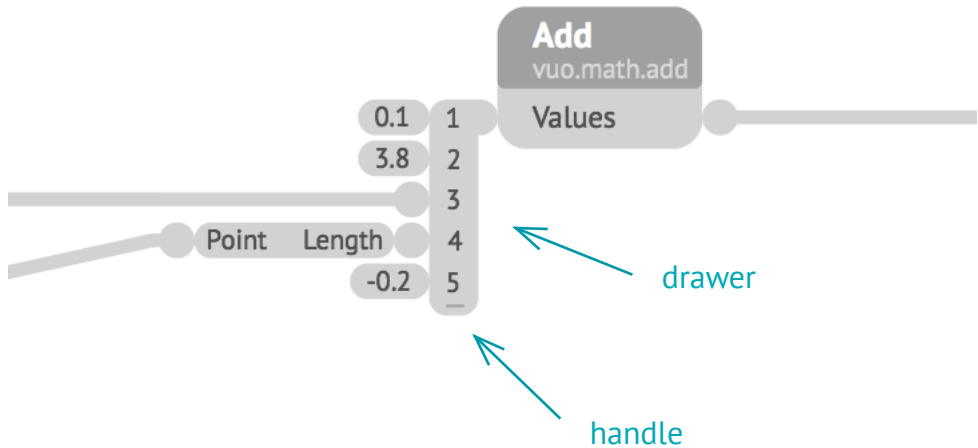 Add
vuo.math.add
0.1 1 Values
3.8 2
3
Point Length 4
-0.2 5
drawer
handle